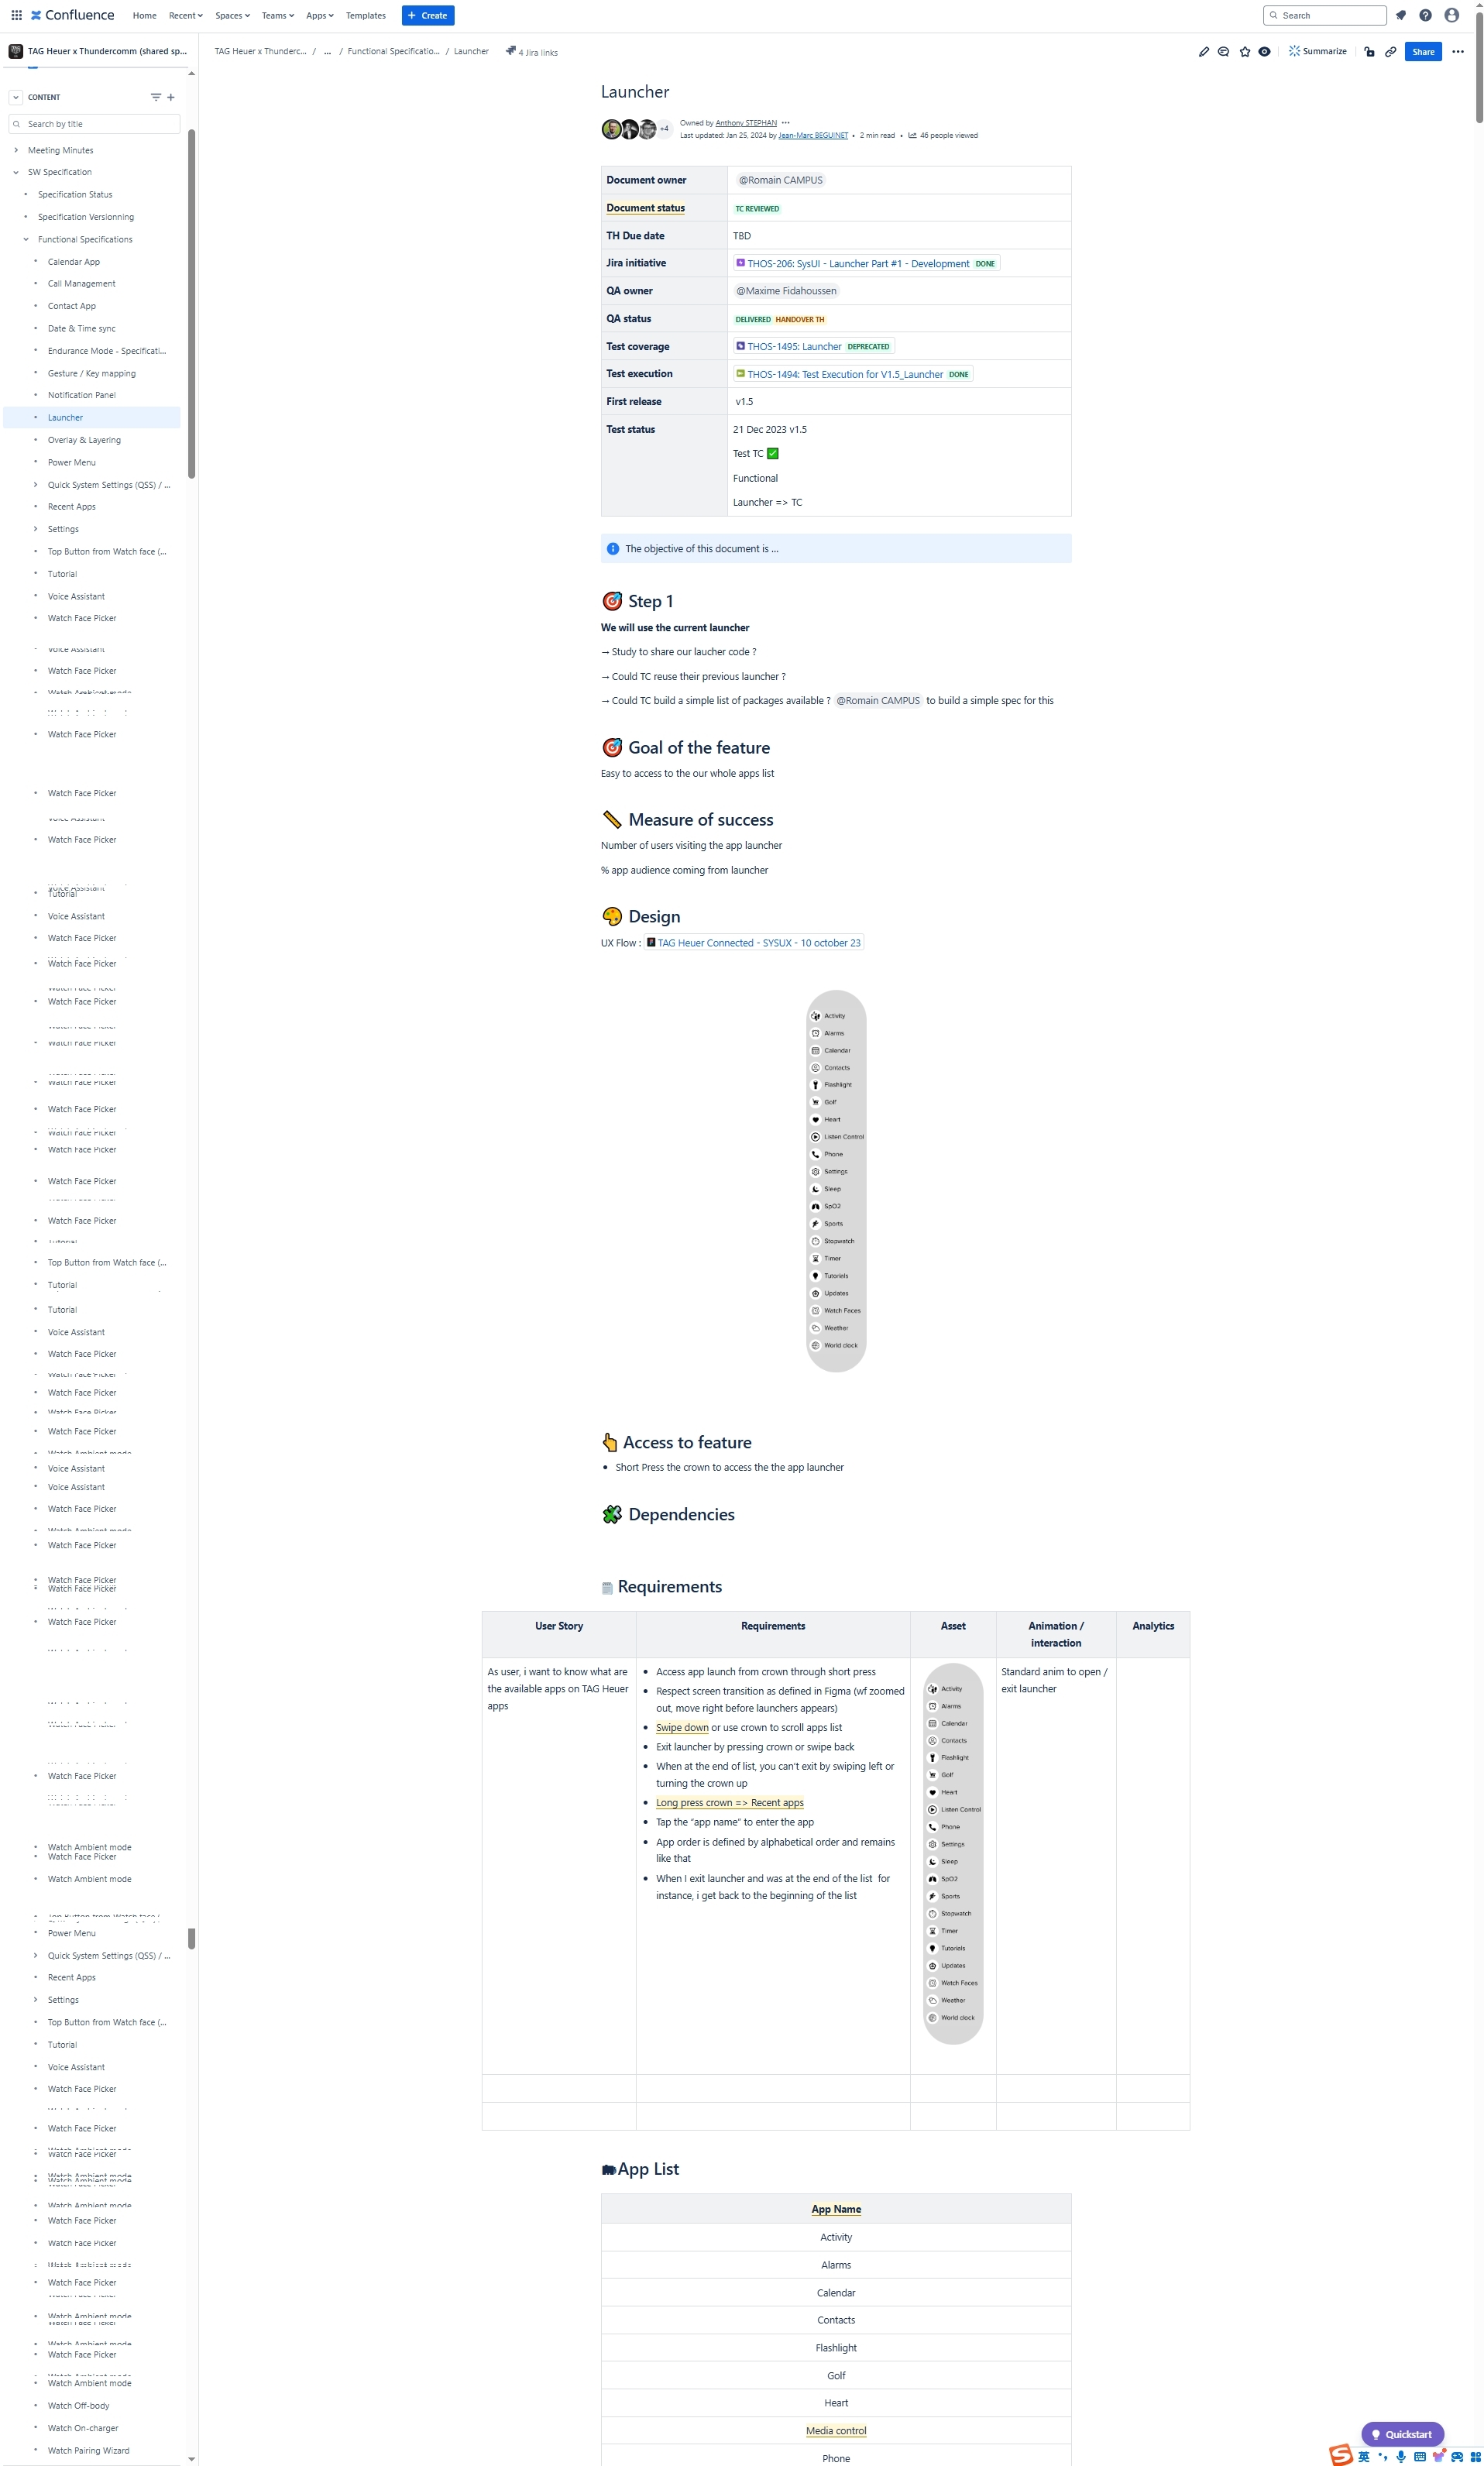 Confluence
Home
Recent
Spaces
Teams
Apps
Templates
+ Create
Search
TAG Heuer x Thundercomm (shared sp...
CONTENT
Search by title
Meeting Minutes
SW Specification
Specification Status
Specification Versionning
Functional Specifications
Calendar App
Call Management
Contact App
Date & Time sync
Endurance Mode - Specificati...
Gesture / Key mapping
Notification Panel
Launcher
Overlay & Layering
Power Menu
Quick System Settings (QSS) / ...
Recent Apps
Settings
Top Button from Watch face (...
Tutorial
Voice Assistant
Watch Face Picker
Voice Assistant
Watch Face Picker
Watch Face Picker
Watch Face Picker
Watch Face Picker
Tutorial
Voice Assistant
Watch Face Picker
Watch Face Picker
Watch Face Picker
Watch Face Picker
Watch Face Picker
Watch Face Picker
Watch Face Picker
Watch Face Picker
Watch Face Picker
Watch Face Picker
Top Button from Watch face (...
Tutorial
Tutorial
Voice Assistant
Watch Face Picker
Watch Face Picker
Watch Face Picker
Voice Assistant
Voice Assistant
Watch Face Picker
Watch Face Picker
Watch Face Picker
Watch Face Picker
Watch Face Picker
Watch Face Picker
Watch Ambient mode
Watch Face Picker
Watch Ambient mode
Power Menu
Quick System Settings (QSS) / ...
Recent Apps
Settings
Top Button from Watch face (...
Tutorial
Voice Assistant
Watch Face Picker
Watch Face Picker
Watch Face Picker
Watch Ambient mode
Watch Ambient mode
Watch Face Picker
Watch Face Picker
Watch Face Picker
Watch Ambient mode
Watch Face Picker
Watch Ambient mode
Watch Off-body
Watch On-charger
Watch Pairing Wizard
TAG Heuer x Thunderc... / ... / Functional Specificatio... / Launcher
4 Jira links
Summarize
Share
Launcher
+4
Owned by Anthony STEPHAN
Last updated: Jan 25, 2024 by Jean-Marc BEGUINET • 2 min read • 46 people viewed
Document owner @Romain CAMPUS
Document status TC REVIEWED
TH Due date TBD
Jira initiative THOS-206: SysUI - Launcher Part #1 - Development DONE
QA owner @Maxime Fidahoussen
QA status DELIVERED HANDOVER TH
Test coverage THOS-1495: Launcher DEPRECATED
Test execution THOS-1494: Test Execution for V1.5_Launcher DONE
First release v1.5
Test status 21 Dec 2023 v1.5
Test TC ✅
Functional
Launcher => TC
The objective of this document is ...
🎯 Step 1
We will use the current launcher
→ Study to share our laucher code ?
→ Could TC reuse their previous launcher ?
→ Could TC build a simple list of packages available ? @Romain CAMPUS to build a simple spec for this
🎯 Goal of the feature
Easy to access to the our whole apps list
📏 Measure of success
Number of users visiting the app launcher
% app audience coming from launcher
🎨 Design
UX Flow : TAG Heuer Connected - SYSUX - 10 october 23
Activity
Alarms
Calendar
Contacts
Flashlight
Golf
Heart
Listen Control
Phone
Settings
Sleep
SpO2
Sports
Stopwatch
Timer
Tutorials
Updates
Watch Faces
Weather
World clock
👆 Access to feature
• Short Press the crown to access the the app launcher
🧩 Dependencies
Requirements
User Story
Requirements
Asset
Animation /
interaction
Analytics
As user, i want to know what are
the available apps on TAG Heuer
apps
• Access app launch from crown through short press
• Respect screen transition as defined in Figma (wf zoomed
out, move right before launchers appears)
• Swipe down or use crown to scroll apps list
• Exit launcher by pressing crown or swipe back
• When at the end of list, you can't exit by swiping left or
turning the crown up
• Long press crown => Recent apps
• Tap the "app name" to enter the app
• App order is defined by alphabetical order and remains
like that
• When I exit launcher and was at the end of the list for
instance, i get back to the beginning of the list
Activity
Alarms
Calendar
Contacts
Flashlight
Golf
Heart
Listen Control
Phone
Settings
Sleep
SpO2
Sports
Stopwatch
Timer
Tutorials
Updates
Watch Faces
Weather
World clock
Standard anim to open /
exit launcher
App List
App Name
Activity
Alarms
Calendar
Contacts
Flashlight
Golf
Heart
Media control
Phone
Quickstart
英